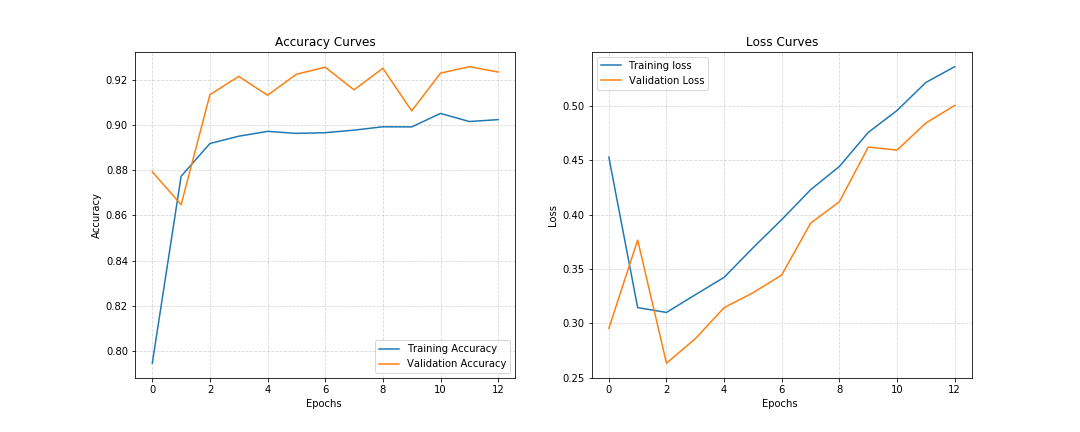 Accuracy Curves
0.92
0.90
0.88
0.86
0.84
0.82
0.80
Accuracy
0 2 4 6 8 10 12
Epochs
Training Accuracy
Validation Accuracy
Loss Curves
Training loss
Validation Loss
0.50
0.45
0.40
0.35
0.30
0.25
Loss
0 2 4 6 8 10 12
Epochs